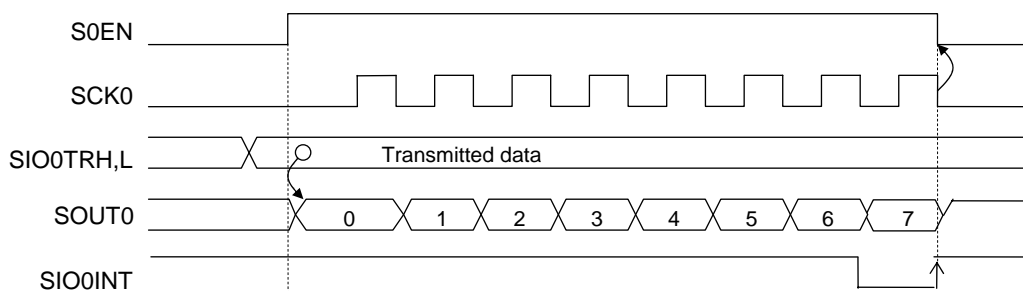 S0EN
SCK0
SIO0TRH,L
Transmitted data
SOUT0
0 1 2 3 4 5 6 7
SIO0INT